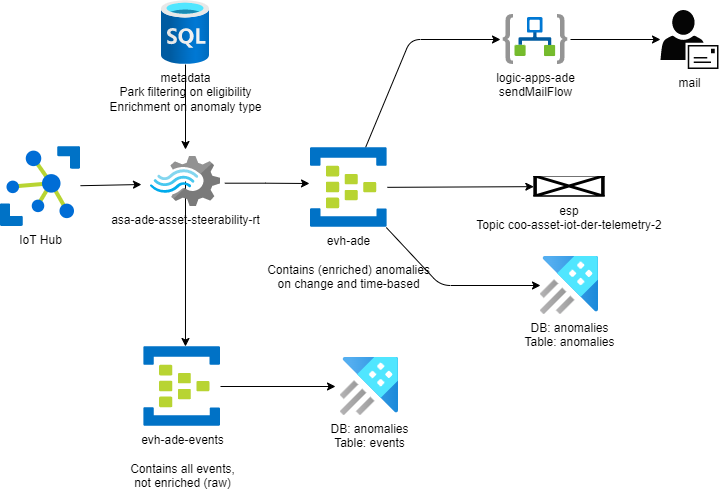 SQL
metadata
Park filtering on eligibility
Enrichment on anomaly type
logic-apps-ade
sendMailFlow
mail
IoT Hub
asa-ade-asset-steerability-rt
evh-ade
Contains (enriched) anomalies
on change and time-based
esp
Topic coo-asset-iot-der-telemetry-2
DB: anomalies
Table: anomalies
evh-ade-events
Contains all events,
not enriched (raw)
DB: anomalies
Table: events